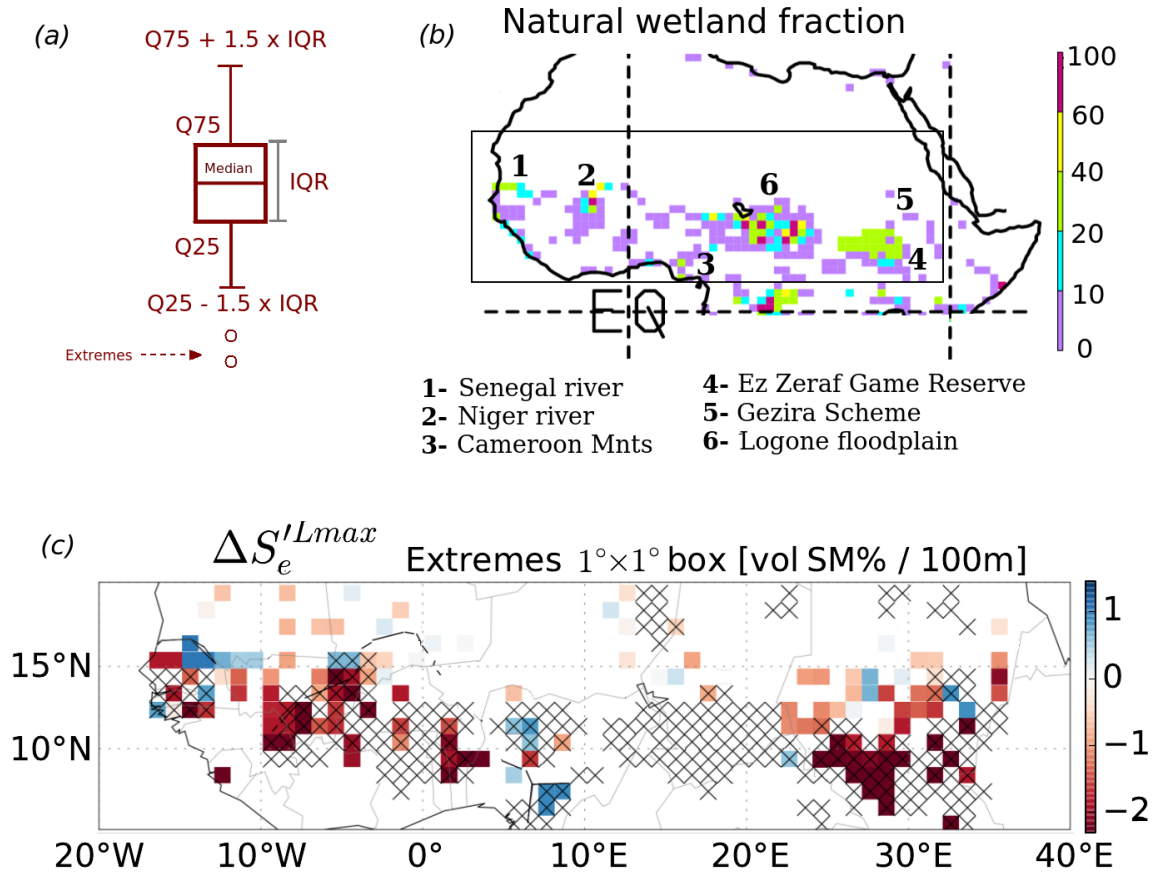 (a)
Q75 + 1.5 x IQR
Q75
Median
IQR
Q25
Q25 - 1.5 x IQR
Extremes
(b)
Natural wetland fraction
1
2
6
5
3
4
EQ
100
60
40
20
10
0
1- Senegal river
2- Niger river
3- Cameroon Mnts
4- Ez Zeraf Game Reserve
5- Gezira Scheme
6- Logone floodplain
(c)
ΔS′ₑᴸᵐᵃˣ Extremes 1°×1° box [vol SM% / 100m]
15°N
10°N
20°W 10°W 0° 10°E 20°E 30°E 40°E
1
0
−1
−2